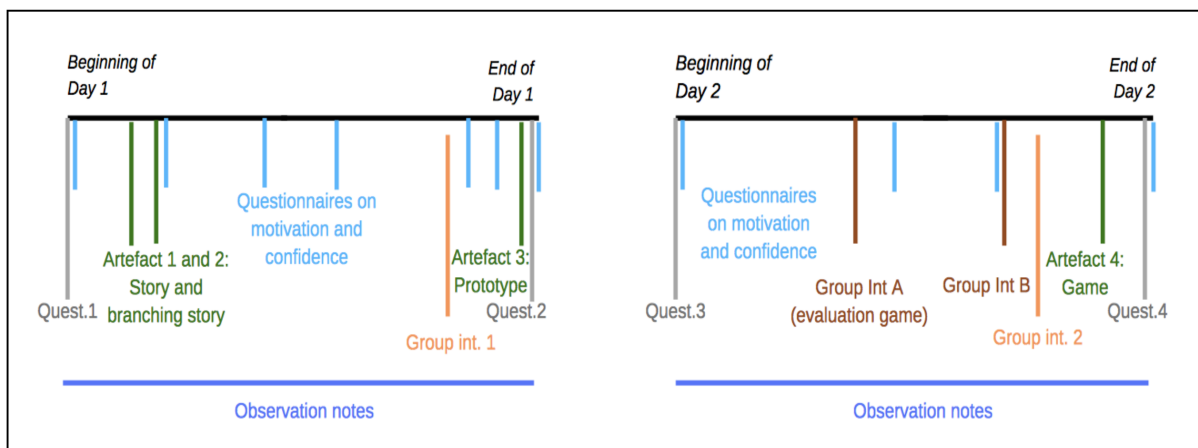 Beginning of
Day 1
End of
Day 1
Questionnaires on
motivation and
confidence
Artefact 1 and 2:
Story and
branching story
Artefact 3:
Prototype
Quest.1
Quest.2
Group int. 1
Observation notes
Beginning of
Day 2
End of
Day 2
Questionnaires
on motivation
and confidence
Group Int A
(evaluation game)
Group Int B
Artefact 4:
Game
Quest.3
Quest.4
Group int. 2
Observation notes